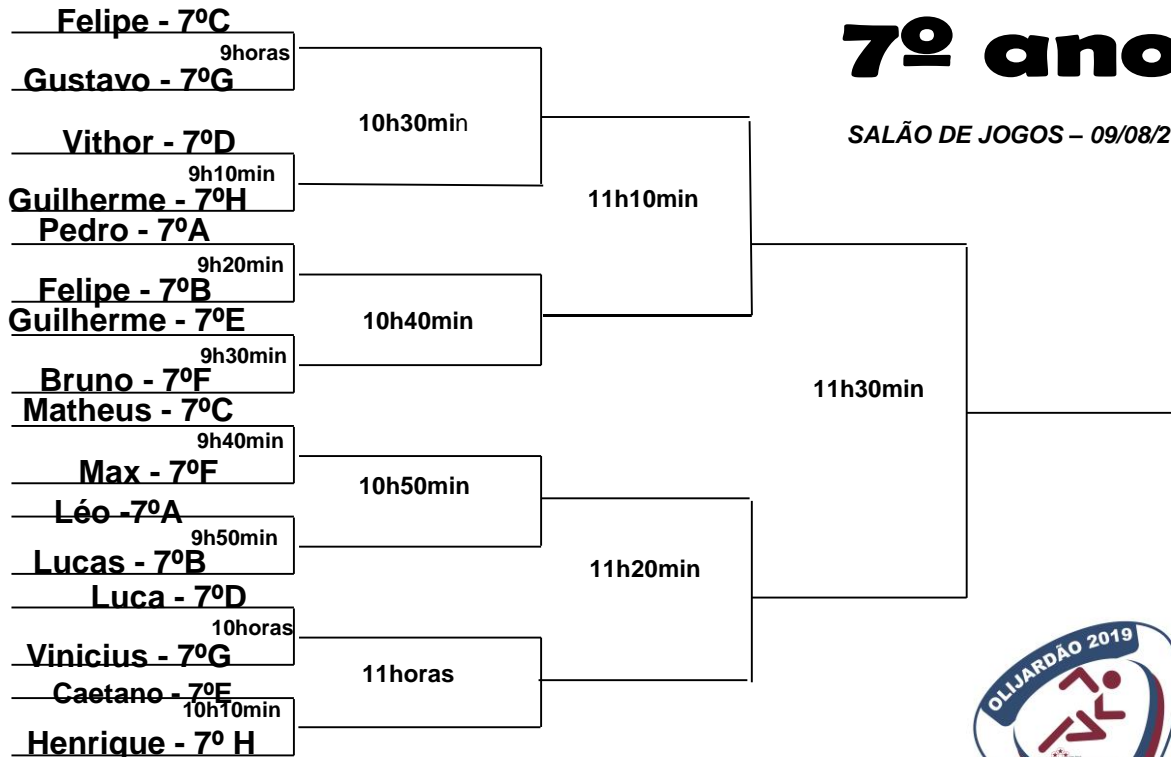 7º ano
SALÃO DE JOGOS – 09/08/2
Felipe - 7ºC
9horas
Gustavo - 7ºG
10h30min
Vithor - 7ºD
9h10min
Guilherme - 7ºH
11h10min
Pedro - 7ºA
9h20min
Felipe - 7ºB
10h40min
Guilherme - 7ºE
9h30min
Bruno - 7ºF
11h30min
Matheus - 7ºC
9h40min
Max - 7ºF
10h50min
Léo -7ºA
9h50min
Lucas - 7ºB
11h20min
Luca - 7ºD
10horas
Vinicius - 7ºG
11horas
Caetano - 7ºE
10h10min
Henrique - 7º H
OLIJARDÃO 2019